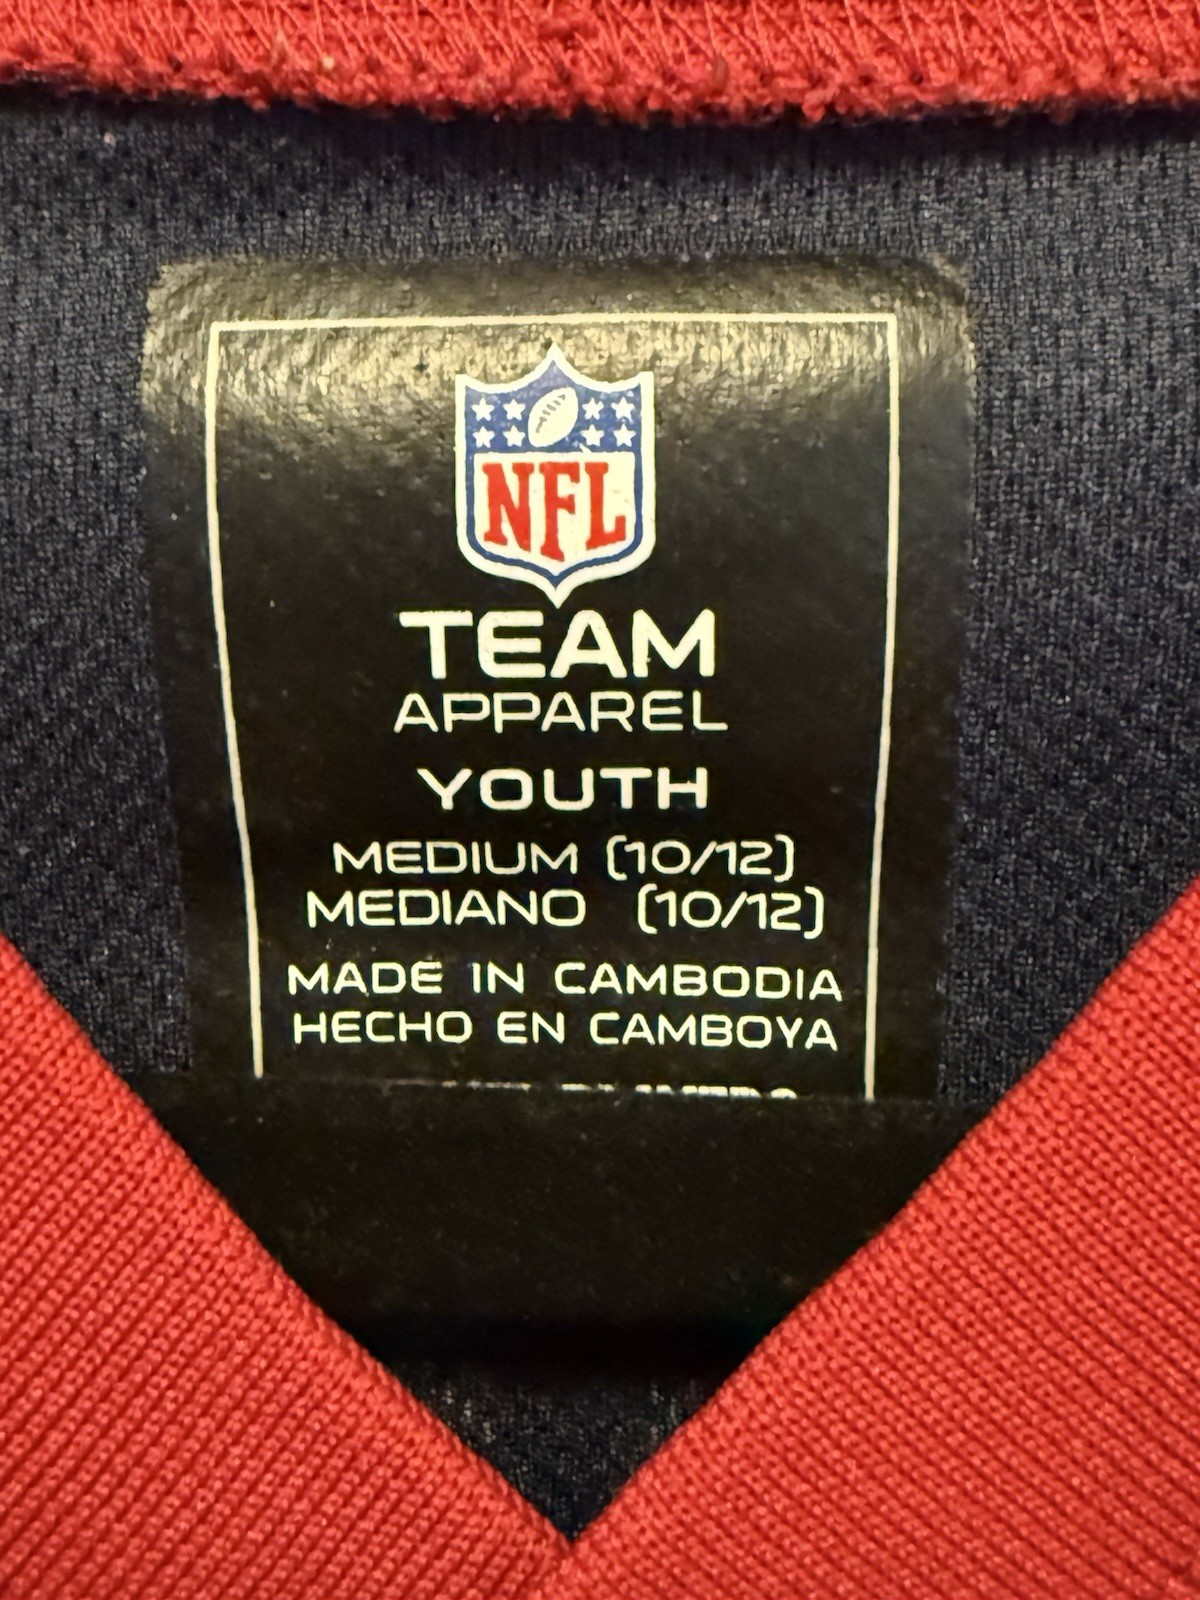 NFL
TEAM
APPAREL
YOUTH
MEDIUM (10/12)
MEDIANO (10/12)
MADE IN CAMBODIA
HECHO EN CAMBOYA